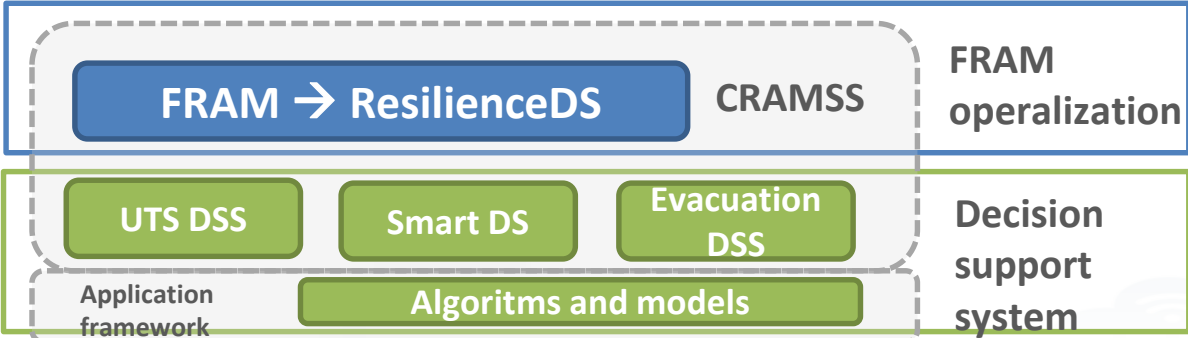 FRAM → ResilienceDS
CRAMSS
FRAM
operalization
UTS DSS
Smart DS
Evacuation
DSS
Decision
support
system
Application
framework
Algoritms and models